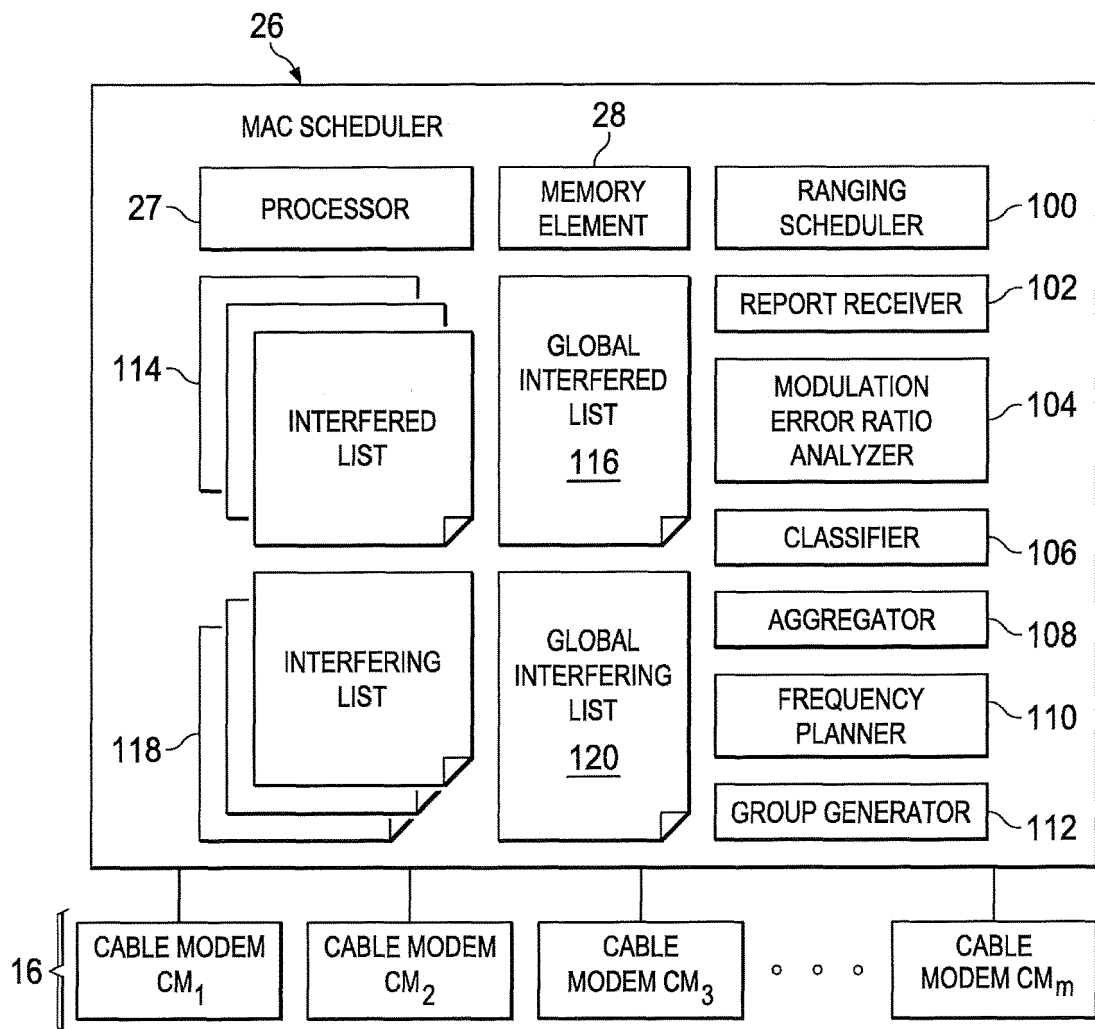 26
MAC SCHEDULER
28
27
PROCESSOR
MEMORY
ELEMENT
RANGING
SCHEDULER
100
REPORT RECEIVER
102
114
INTERFERED
LIST
GLOBAL
INTERFERED
LIST
116
MODULATION
ERROR RATIO
ANALYZER
104
CLASSIFIER
106
118
INTERFERING
LIST
GLOBAL
INTERFERING
LIST
120
AGGREGATOR
108
FREQUENCY
PLANNER
110
GROUP GENERATOR
112
16
CABLE MODEM
CM1
CABLE MODEM
CM2
CABLE
MODEM CM3
CABLE
MODEM CMm